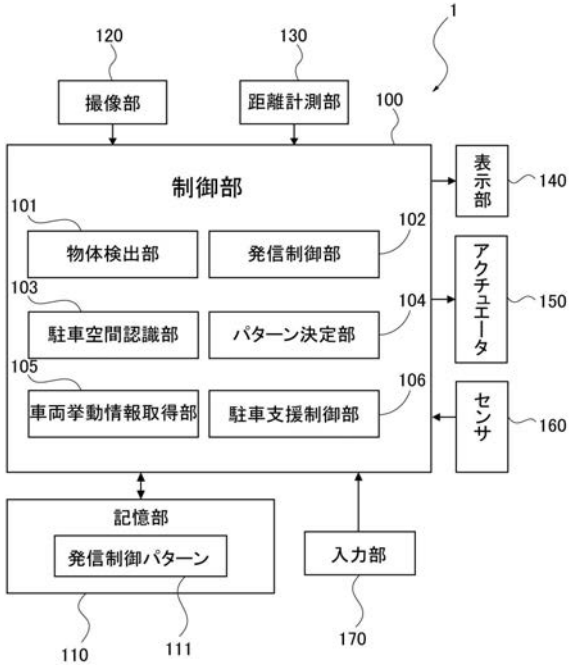 120
130
1
撮像部
距離計測部
100
制御部
表示部
140
101
102
物体検出部
発信制御部
アクチュエータ
150
103
104
駐車空間認識部
パターン決定部
105
106
車両挙動情報取得部
駐車支援制御部
センサ
160
記憶部
発信制御パターン
入力部
110
111
170